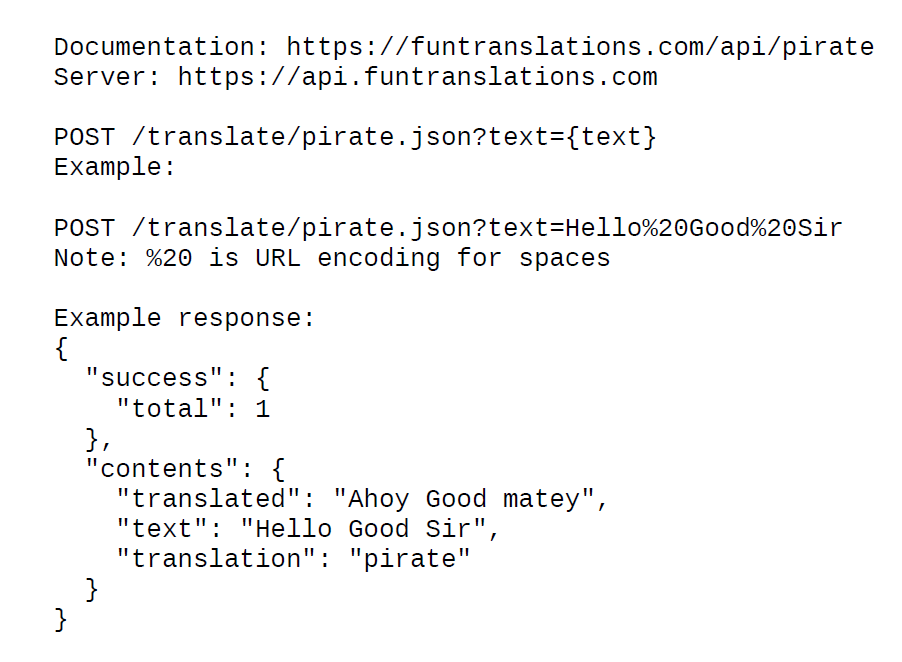 Documentation: https://funtranslations.com/api/pirate
Server: https://api.funtranslations.com
POST /translate/pirate.json?text={text}
Example:
POST /translate/pirate.json?text=Hello%20Good%20Sir
Note: %20 is URL encoding for spaces
Example response:
{
  "success": {
    "total": 1
  },
  "contents": {
    "translated": "Ahoy Good matey",
    "text": "Hello Good Sir",
    "translation": "pirate"
  }
}